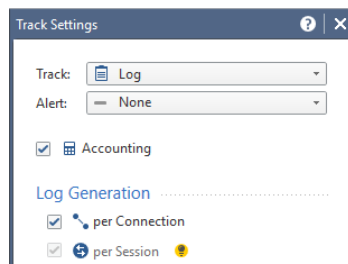 Track Settings
Track: Log
Alert: None
Accounting
Log Generation
per Connection
per Session